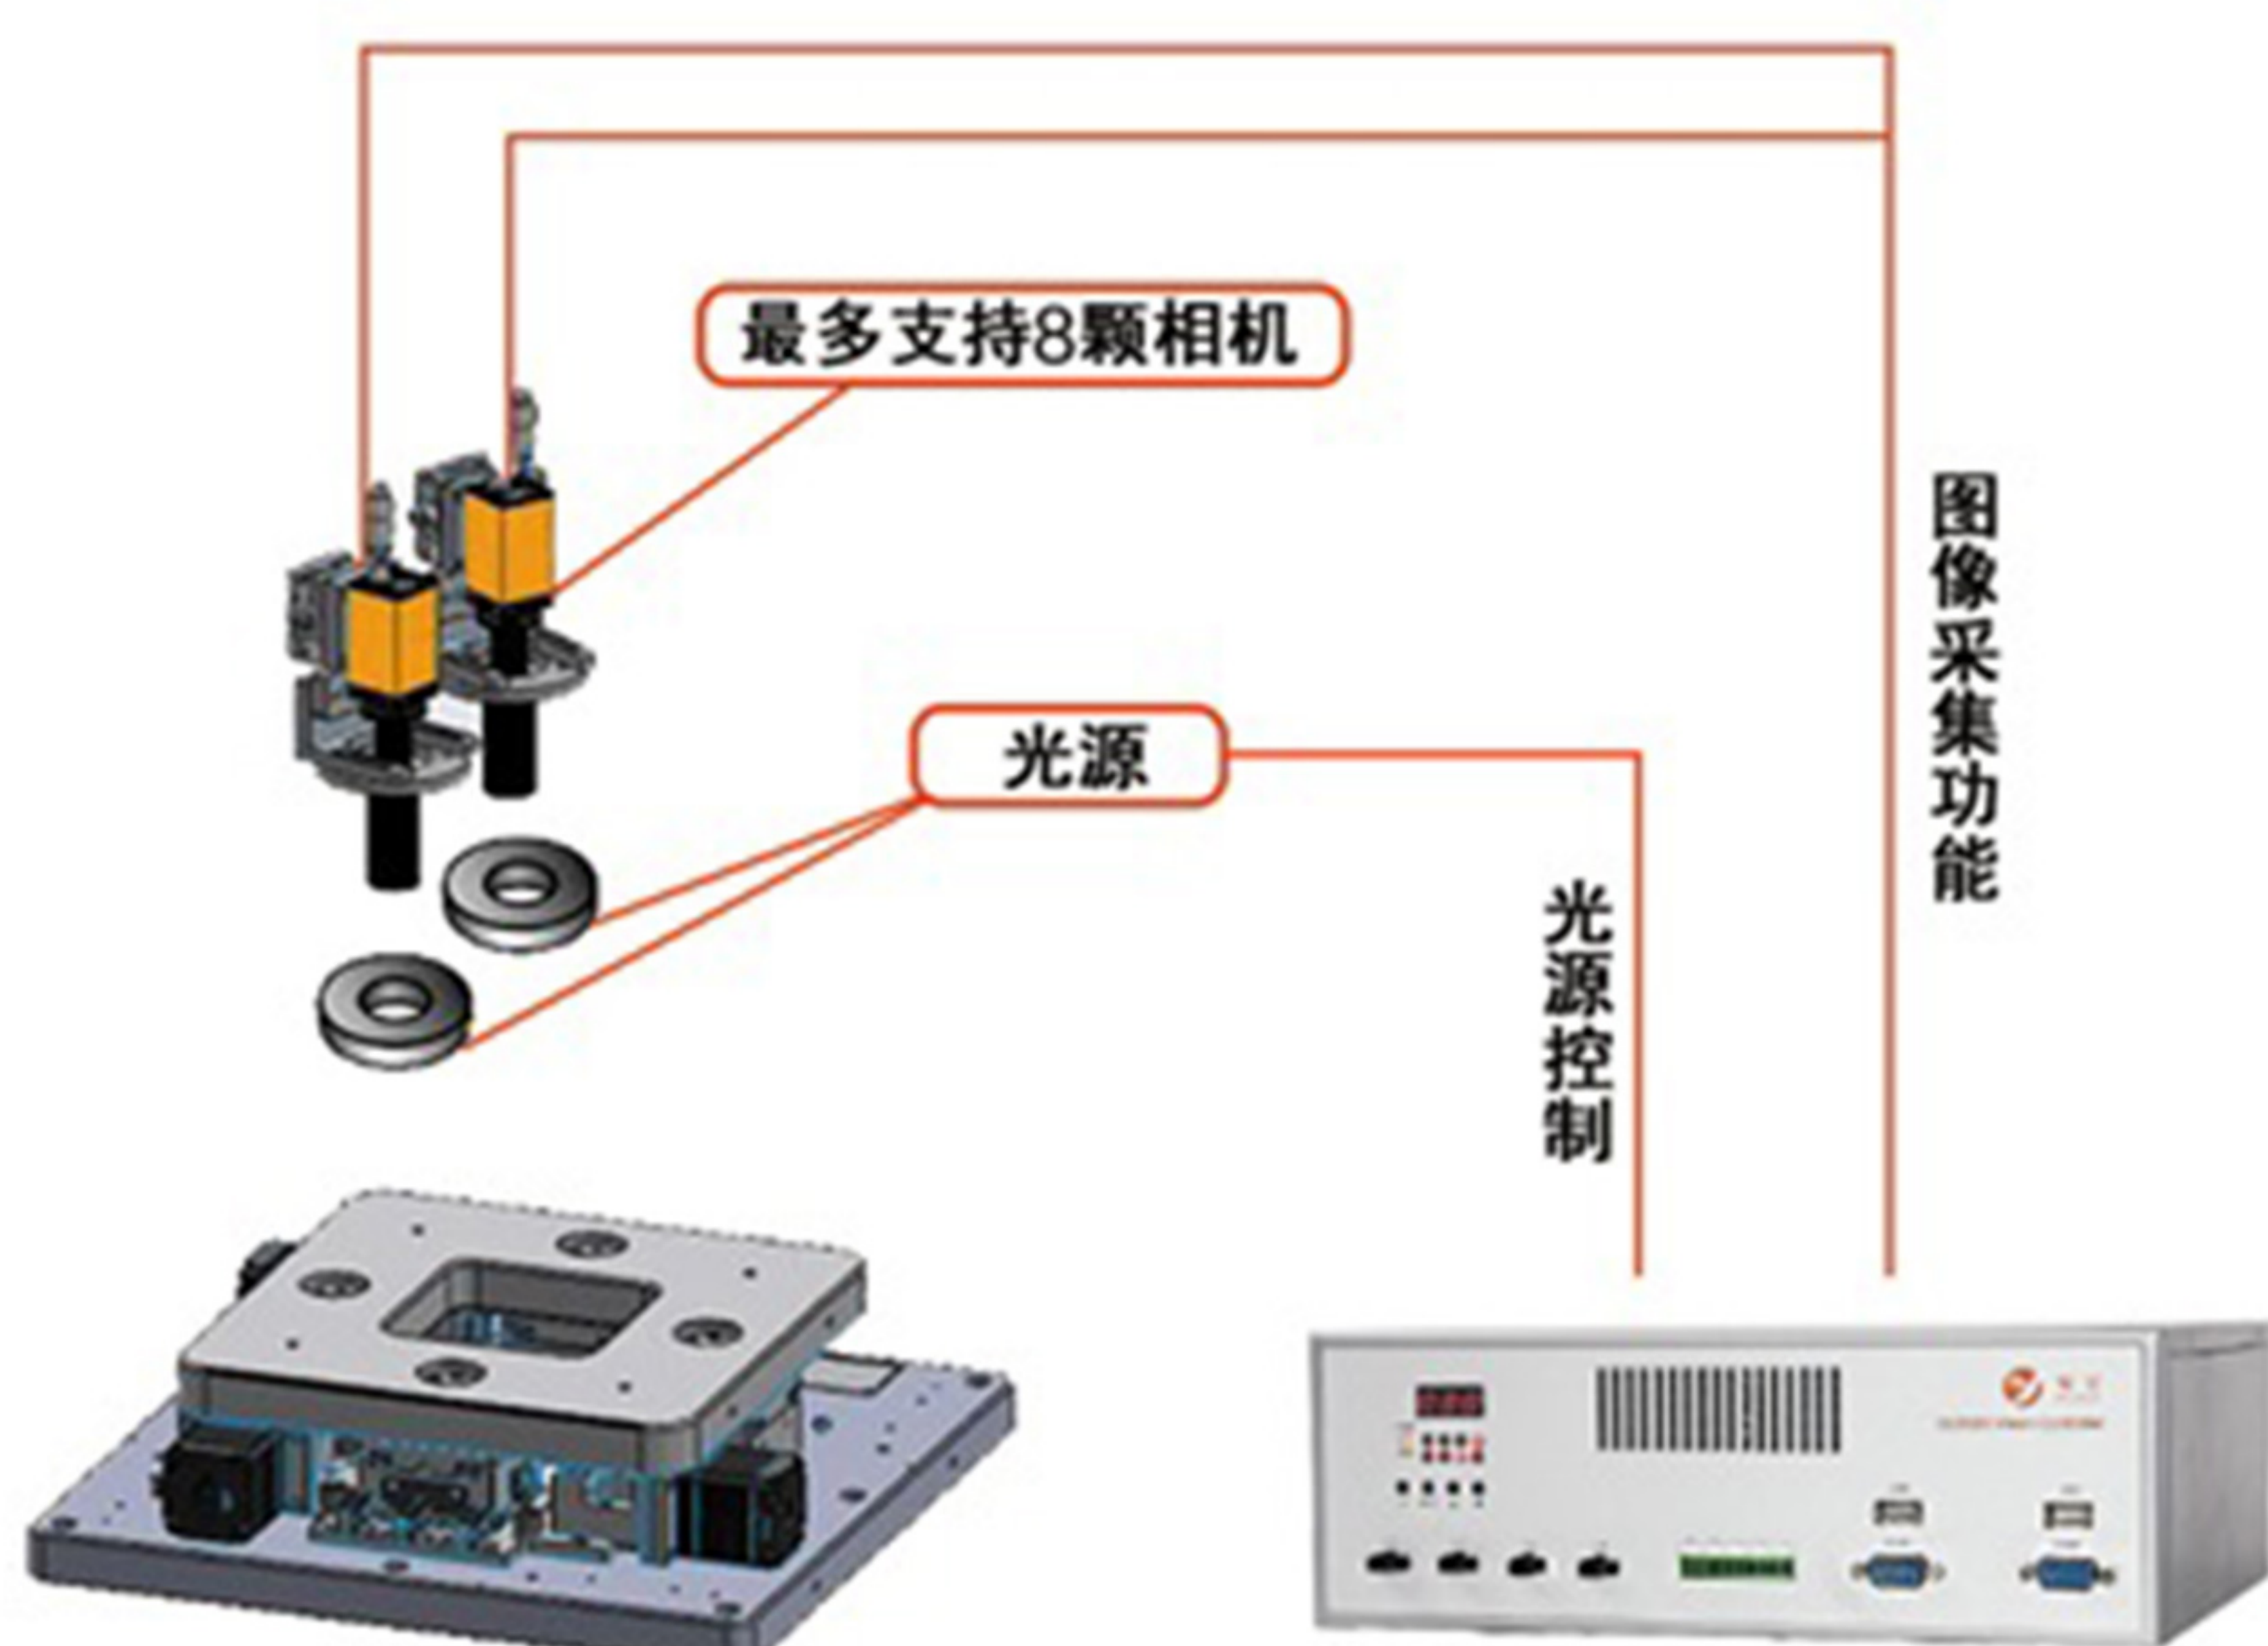 最多支持8颗相机
光源
光源控制
图像采集功能